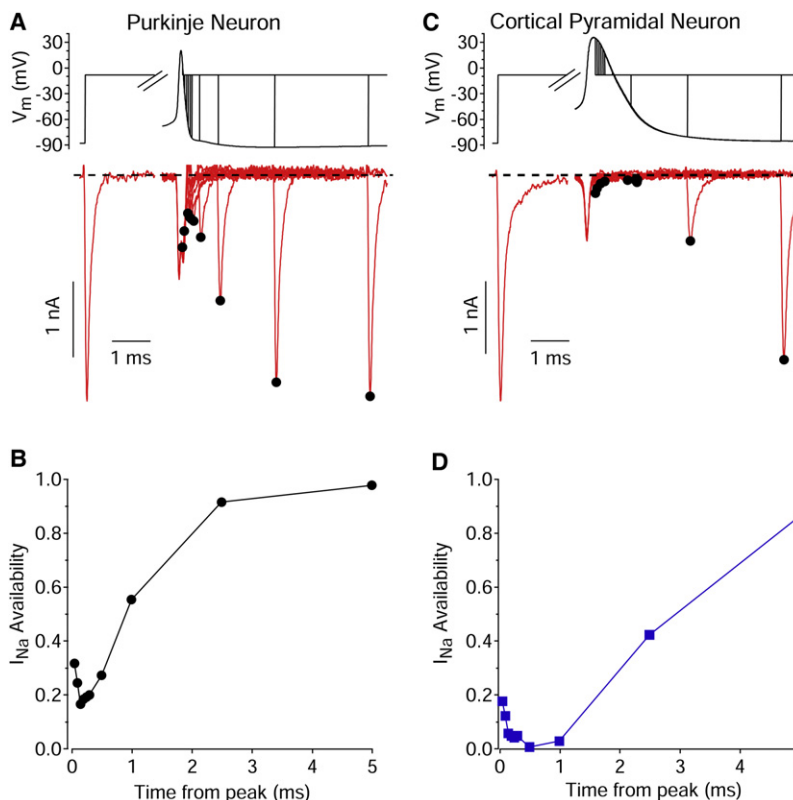 A
Purkinje Neuron
30
0
-30
-60
-90
Vm (mV)
1 nA
1 ms
C
Cortical Pyramidal Neuron
30
0
-30
-60
-90
Vm (mV)
1 nA
1 ms
B
1.0
0.8
0.6
0.4
0.2
0.0
INa Availability
0 1 2 3 4 5
Time from peak (ms)
D
1.0
0.8
0.6
0.4
0.2
0.0
INa Availability
0 1 2 4
Time from peak (ms)